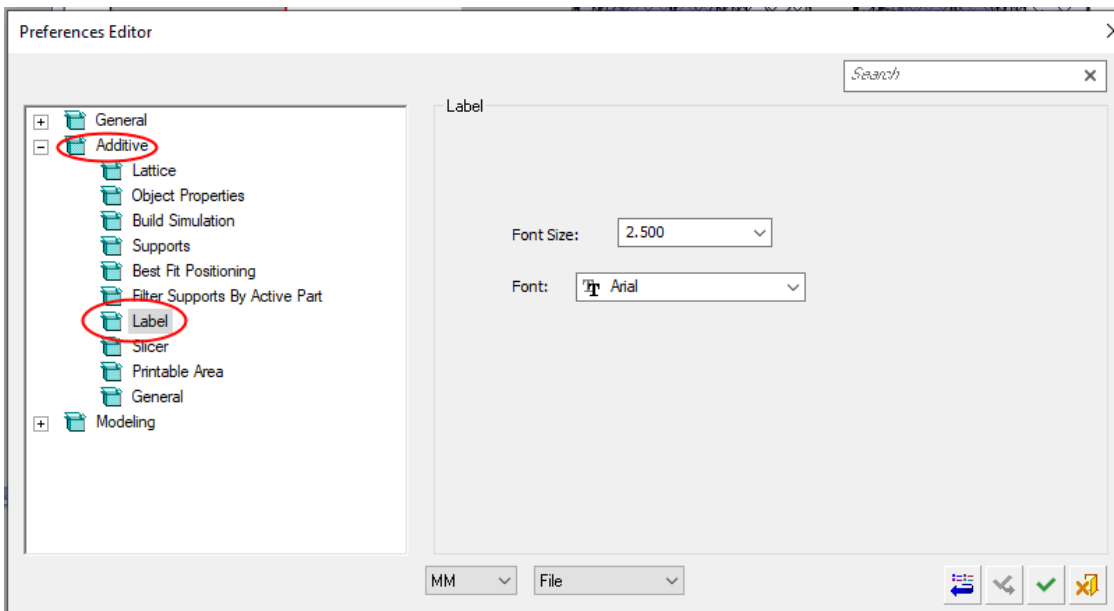 Preferences Editor
Search
General
Additive
Lattice
Object Properties
Build Simulation
Supports
Best Fit Positioning
Filter Supports By Active Part
Label
Slicer
Printable Area
General
Modeling
Label
Font Size: 2.500
Font: Arial
MM File